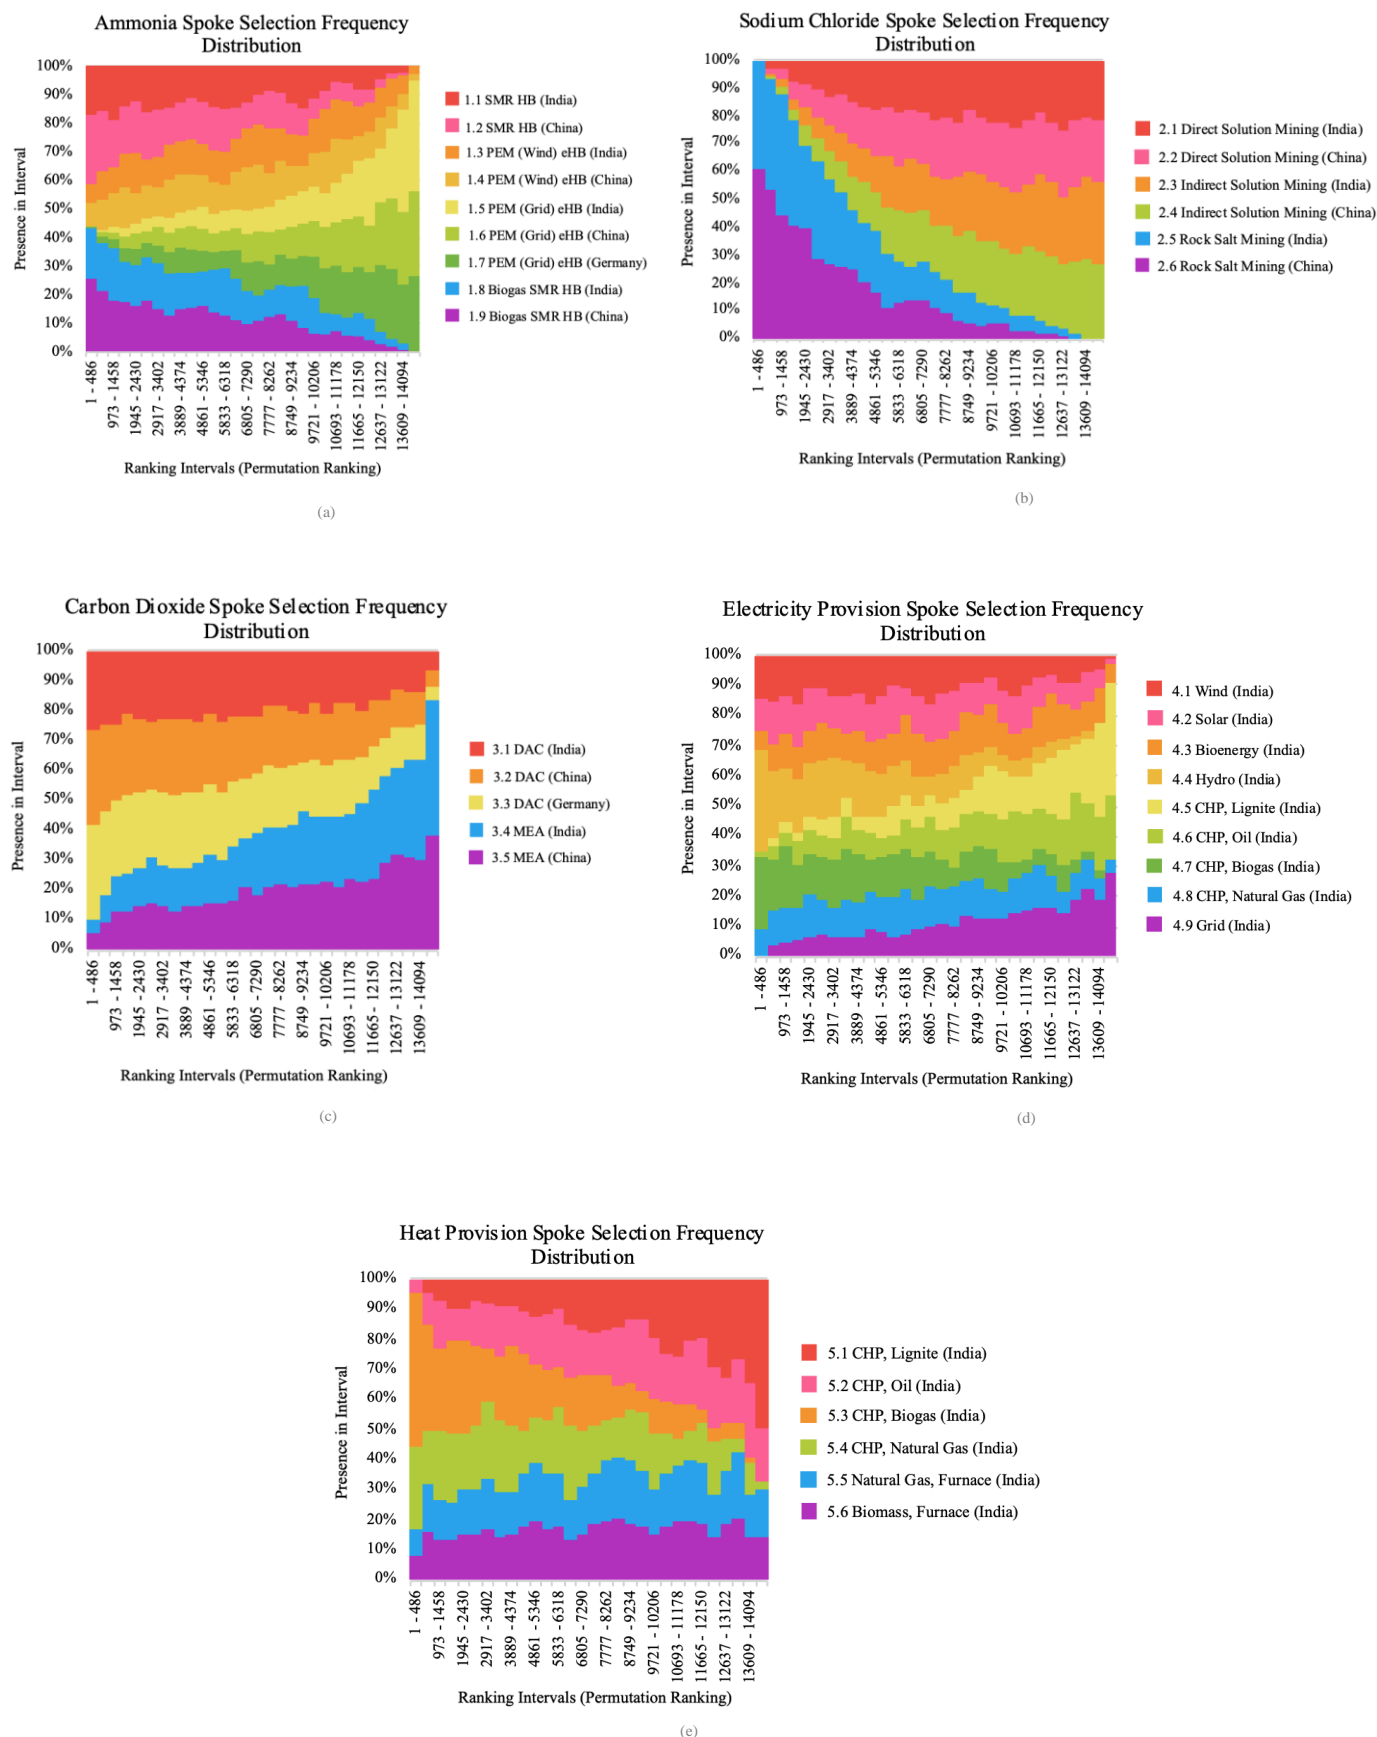 Ammonia Spoke Selection Frequency
Distribution
100%
90%
80%
70%
60%
50%
40%
30%
20%
10%
0%
Presence in Interval
1 - 486
973 - 1458
1945 - 2430
2917 - 3402
3889 - 4374
4861 - 5346
5833 - 6318
6805 - 7290
7777 - 8262
8749 - 9234
9721 - 10206
10693 - 11178
11665 - 12150
12637 - 13122
13609 - 14094
Ranking Intervals (Permutation Ranking)
1.1 SMR HB (India)
1.2 SMR HB (China)
1.3 PEM (Wind) eHB (India)
1.4 PEM (Wind) eHB (China)
1.5 PEM (Grid) eHB (India)
1.6 PEM (Grid) eHB (China)
1.7 PEM (Grid) eHB (Germany)
1.8 Biogas SMR HB (India)
1.9 Biogas SMR HB (China)
(a)
Sodium Chloride Spoke Selection Frequency
Distribution
100%
90%
80%
70%
60%
50%
40%
30%
20%
10%
0%
Presence in Interval
1 - 486
973 - 1458
1945 - 2430
2917 - 3402
3889 - 4374
4861 - 5346
5833 - 6318
6805 - 7290
7777 - 8262
8749 - 9234
9721 - 10206
10693 - 11178
11665 - 12150
12637 - 13122
13609 - 14094
Ranking Intervals (Permutation Ranking)
2.1 Direct Solution Mining (India)
2.2 Direct Solution Mining (China)
2.3 Indirect Solution Mining (India)
2.4 Indirect Solution Mining (China)
2.5 Rock Salt Mining (India)
2.6 Rock Salt Mining (China)
(b)
Carbon Dioxide Spoke Selection Frequency
Distribution
100%
90%
80%
70%
60%
50%
40%
30%
20%
10%
0%
Presence in Interval
1 - 486
973 - 1458
1945 - 2430
2917 - 3402
3889 - 4374
4861 - 5346
5833 - 6318
6805 - 7290
7777 - 8262
8749 - 9234
9721 - 10206
10693 - 11178
11665 - 12150
12637 - 13122
13609 - 14094
Ranking Intervals (Permutation Ranking)
3.1 DAC (India)
3.2 DAC (China)
3.3 DAC (Germany)
3.4 MEA (India)
3.5 MEA (China)
(c)
Electricity Provision Spoke Selection Frequency
Distribution
100%
90%
80%
70%
60%
50%
40%
30%
20%
10%
0%
Presence in Interval
1 - 486
973 - 1458
1945 - 2430
2917 - 3402
3889 - 4374
4861 - 5346
5833 - 6318
6805 - 7290
7777 - 8262
8749 - 9234
9721 - 10206
10693 - 11178
11665 - 12150
12637 - 13122
13609 - 14094
Ranking Intervals (Permutation Ranking)
4.1 Wind (India)
4.2 Solar (India)
4.3 Bioenergy (India)
4.4 Hydro (India)
4.5 CHP, Lignite (India)
4.6 CHP, Oil (India)
4.7 CHP, Biogas (India)
4.8 CHP, Natural Gas (India)
4.9 Grid (India)
(d)
Heat Provision Spoke Selection Frequency
Distribution
100%
90%
80%
70%
60%
50%
40%
30%
20%
10%
0%
Presence in Interval
1 - 486
973 - 1458
1945 - 2430
2917 - 3402
3889 - 4374
4861 - 5346
5833 - 6318
6805 - 7290
7777 - 8262
8749 - 9234
9721 - 10206
10693 - 11178
11665 - 12150
12637 - 13122
13609 - 14094
Ranking Intervals (Permutation Ranking)
5.1 CHP, Lignite (India)
5.2 CHP, Oil (India)
5.3 CHP, Biogas (India)
5.4 CHP, Natural Gas (India)
5.5 Natural Gas, Furnace (India)
5.6 Biomass, Furnace (India)
(e)